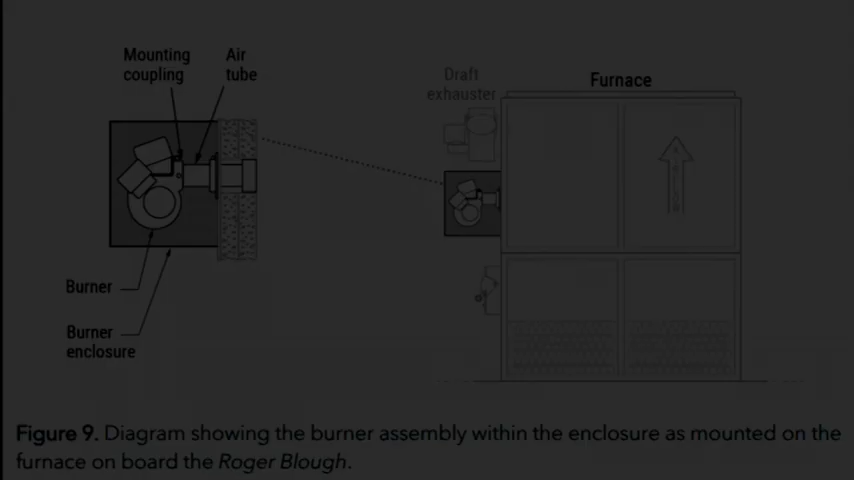 Mounting
coupling
Air
tube
Draft
exhauster
Furnace
Burner
Burner
enclosure
Figure 9. Diagram showing the burner assembly within the enclosure as mounted on the
furnace on board the Roger Blough.